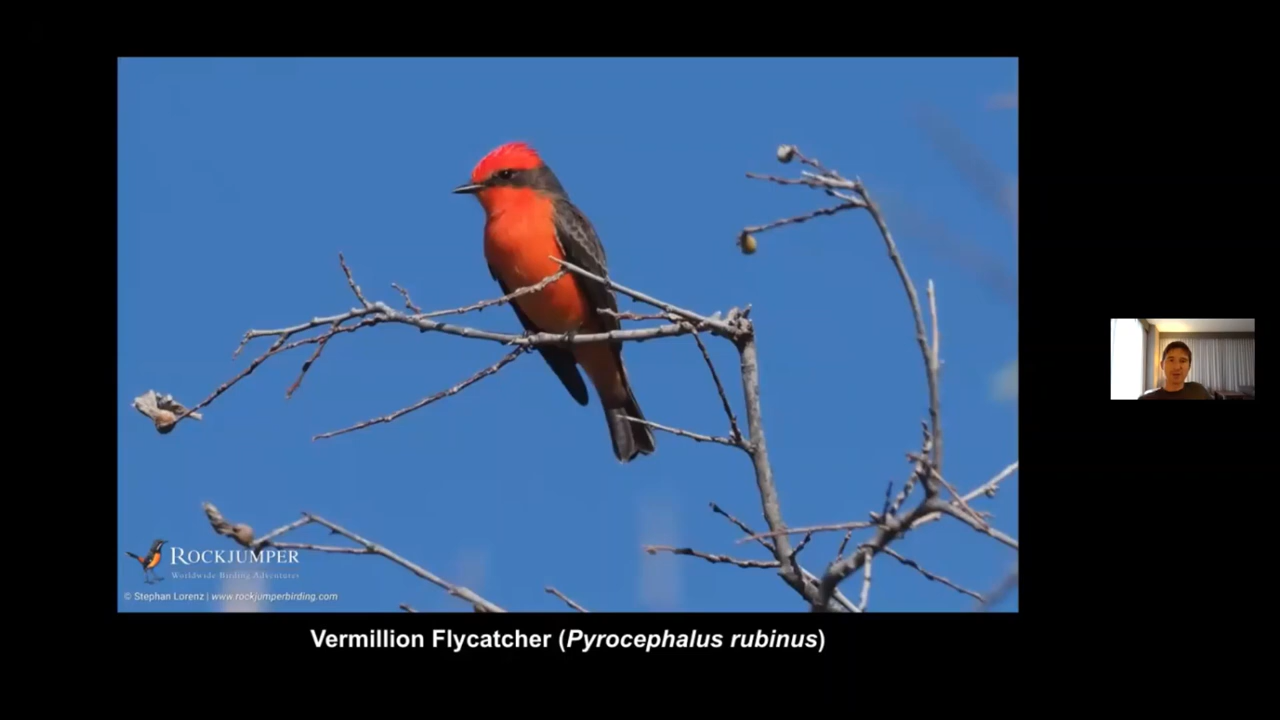 ROCKJUMPER
Worldwide Birding Adventures
© Stephan Lorenz | www.rockjumperbirding.com
Vermillion Flycatcher (Pyrocephalus rubinus)